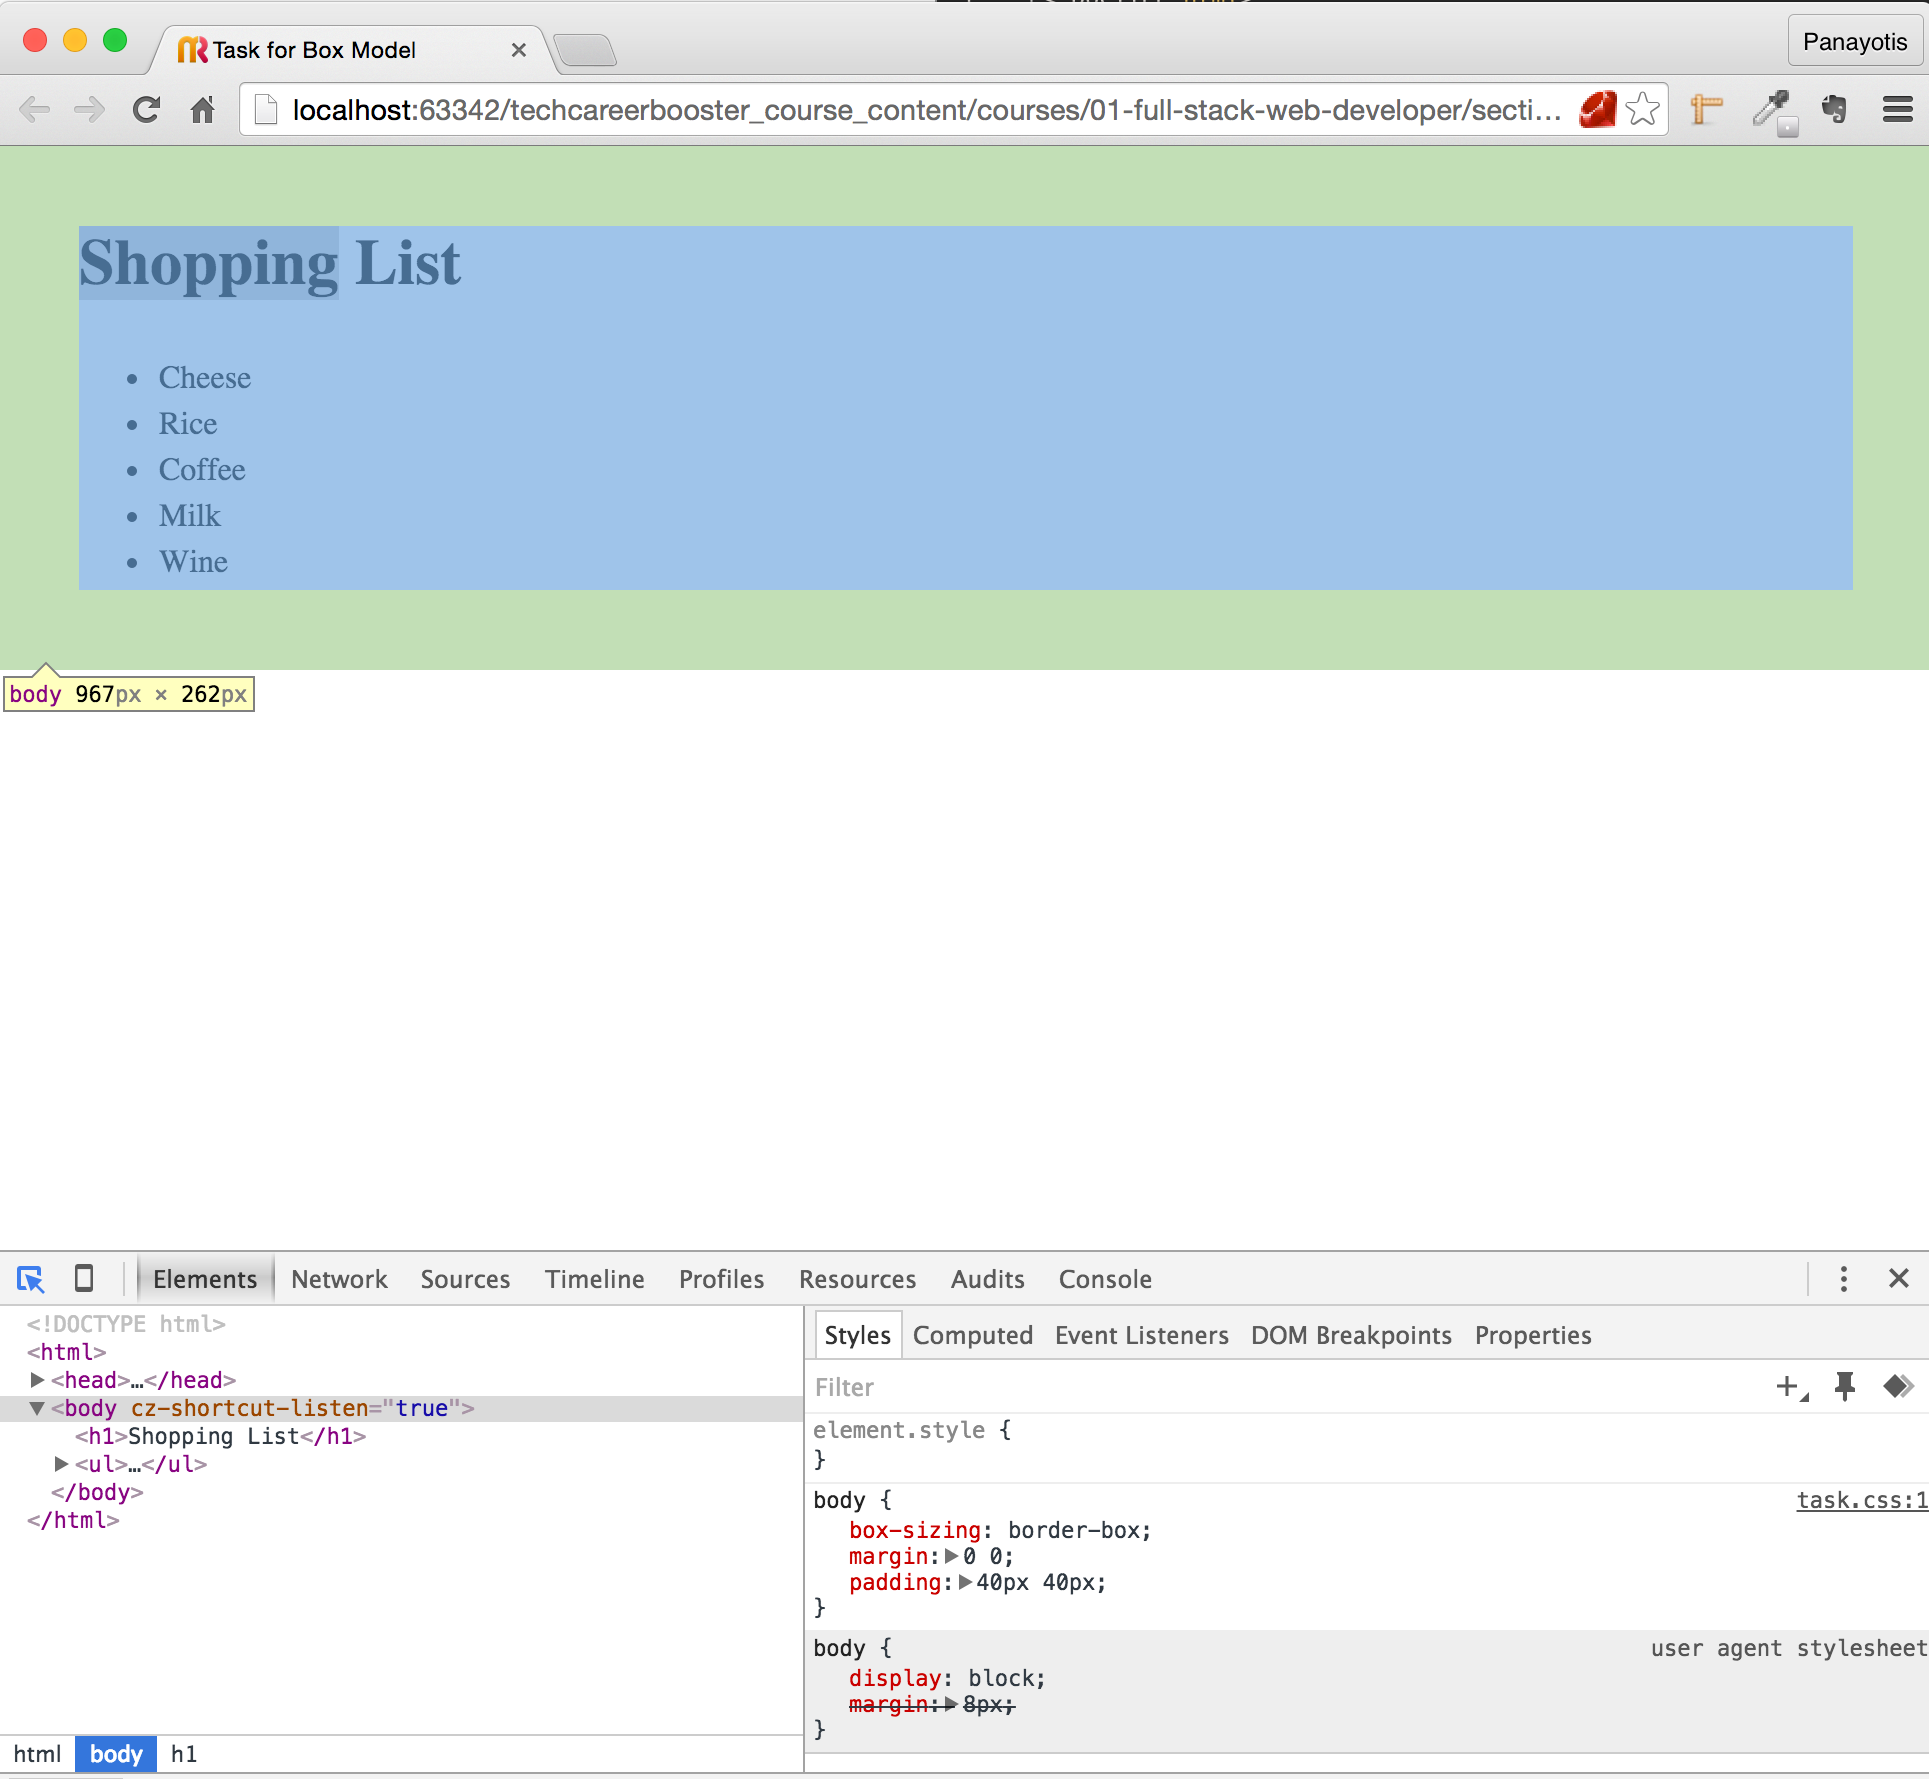 Task for Box Model
Panayotis
localhost:63342/techcareerbooster_course_content/courses/01-full-stack-web-developer/secti...
Shopping List
• Cheese
• Rice
• Coffee
• Milk
• Wine
body 967px × 262px
Elements Network Sources Timeline Profiles Resources Audits Console
<!DOCTYPE html>
<html>
<head>…</head>
<body cz-shortcut-listen="true">
<h1>Shopping List</h1>
<ul>…</ul>
</body>
</html>
html body h1
Styles Computed Event Listeners DOM Breakpoints Properties
Filter
element.style {
}
body { task.css:1
box-sizing: border-box;
margin: 0 0;
padding: 40px 40px;
}
body { user agent stylesheet
display: block;
margin: 8px;
}